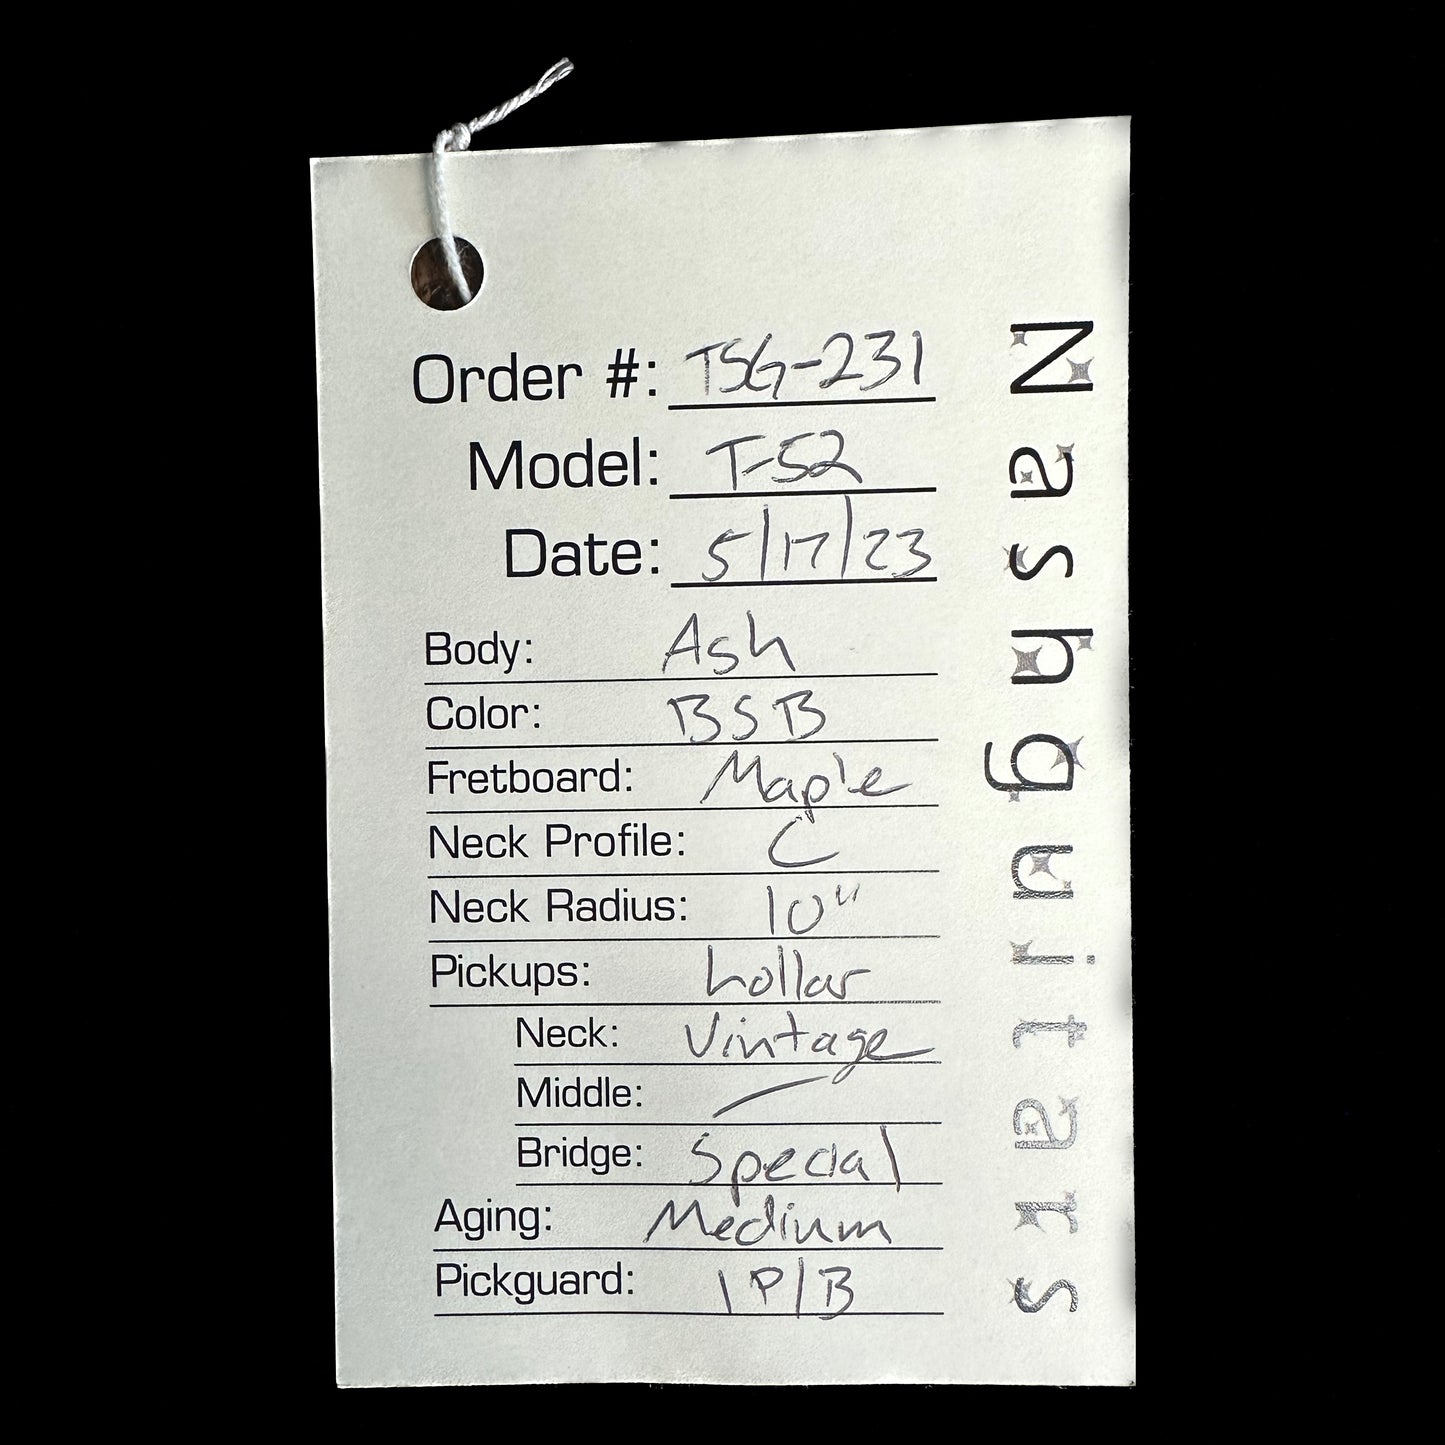 Order #: TSG-231
Model: T-52
Date: 5/17/23
Body: Ash
Color: BSB
Fretboard: Maple
Neck Profile: C
Neck Radius: 10"
Pickups: Lollar
Neck: Vintage
Middle: —
Bridge: Special
Aging: Medium
Pickguard: 1P/B
Nashguitars